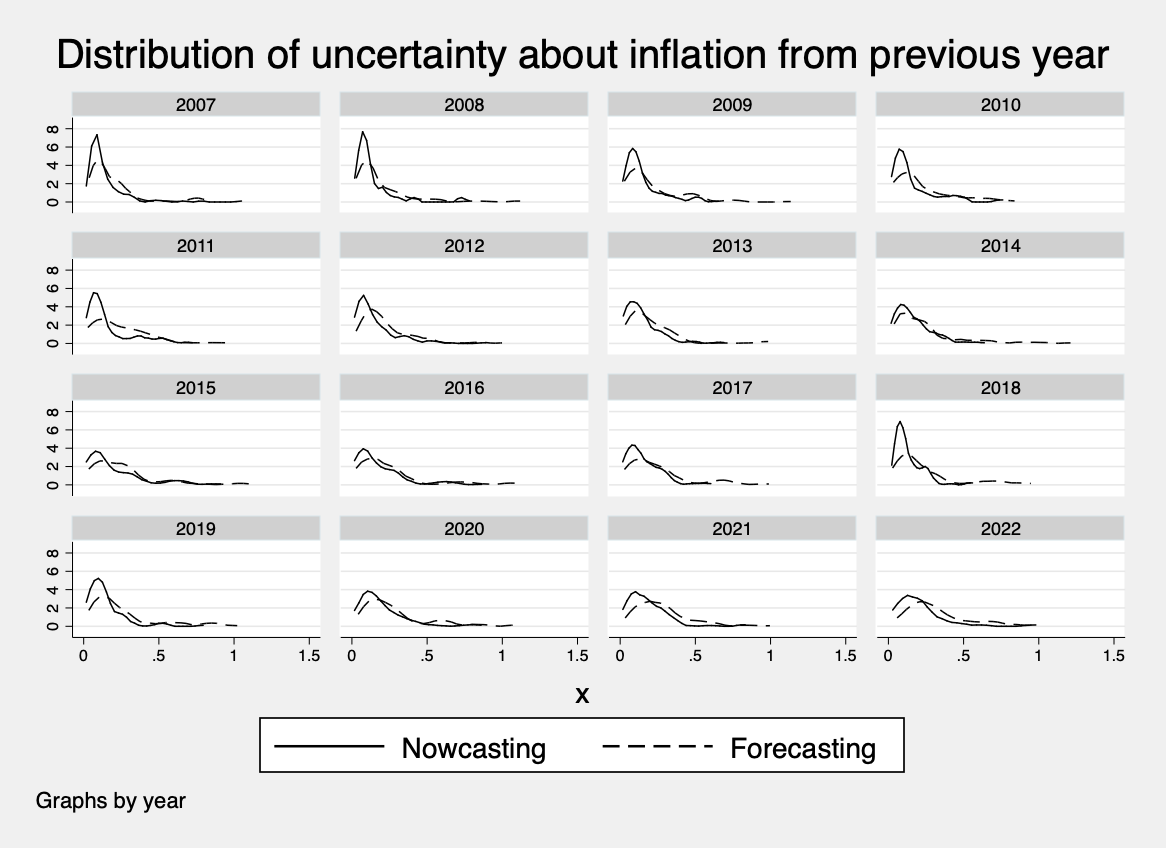 Distribution of uncertainty about inflation from previous year
2007 2008 2009 2010
8
6
4
2
0
2011 2012 2013 2014
8
6
4
2
0
2015 2016 2017 2018
8
6
4
2
0
2019 2020 2021 2022
8
6
4
2
0
0 .5 1 1.5 0 .5 1 1.5 0 .5 1 1.5 0 .5 1 1.5
X
Nowcasting Forecasting
Graphs by year